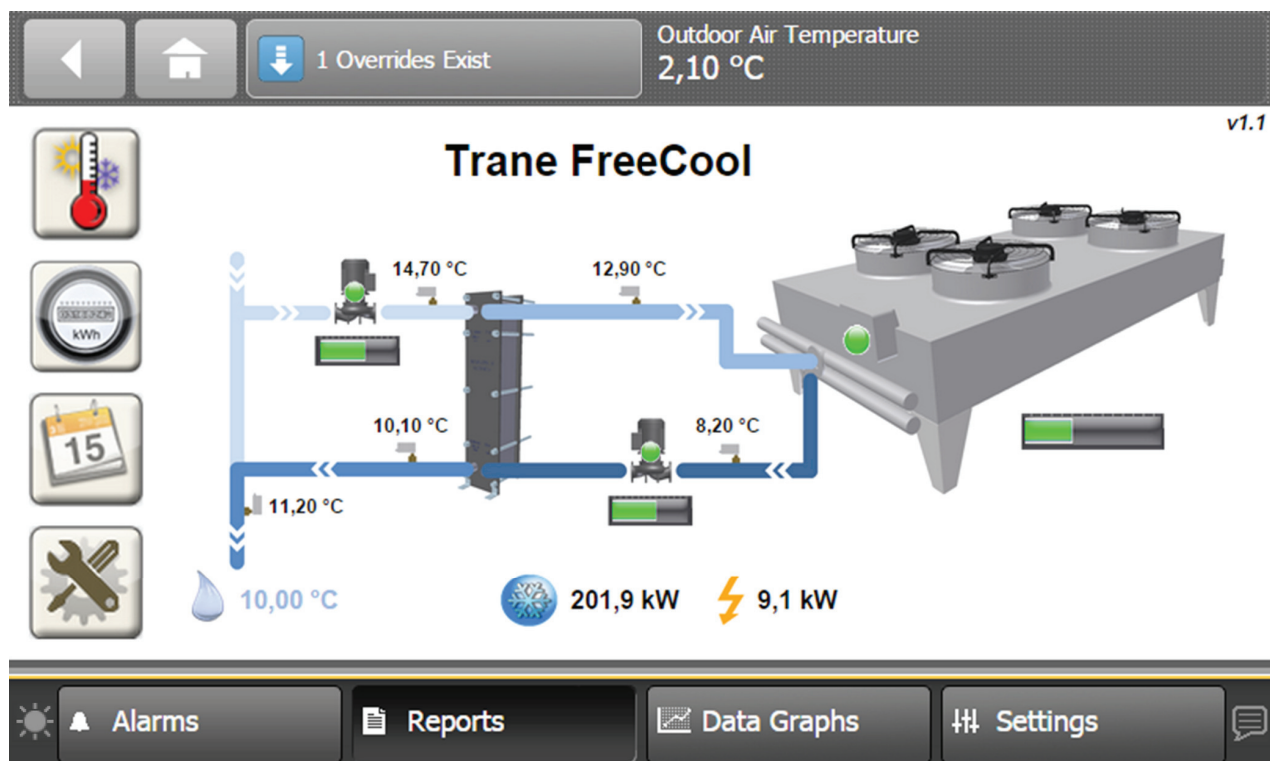 1 Overrides Exist
Outdoor Air Temperature
2,10 °C
v1.1
Trane FreeCool
14,70 °C
12,90 °C
kWh
10,10 °C
8,20 °C
15
11,20 °C
10,00 °C
201,9 kW
9,1 kW
Alarms
Reports
Data Graphs
Settings